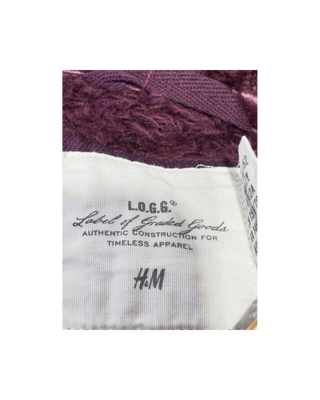 L.O.G.G.®
Label of Graded Goods
AUTHENTIC CONSTRUCTION FOR
TIMELESS APPAREL
H&M